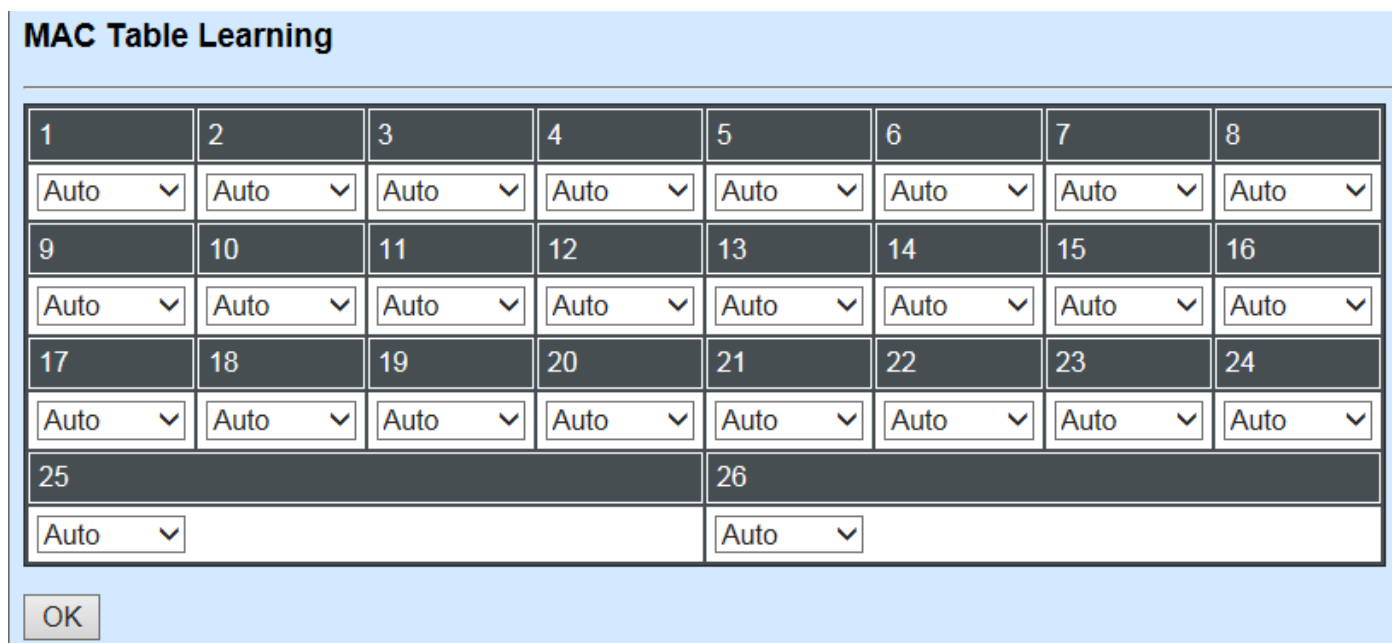 MAC Table Learning
1 2 3 4 5 6 7 8
Auto Auto Auto Auto Auto Auto Auto Auto
9 10 11 12 13 14 15 16
Auto Auto Auto Auto Auto Auto Auto Auto
17 18 19 20 21 22 23 24
Auto Auto Auto Auto Auto Auto Auto Auto
25 26
Auto Auto
OK